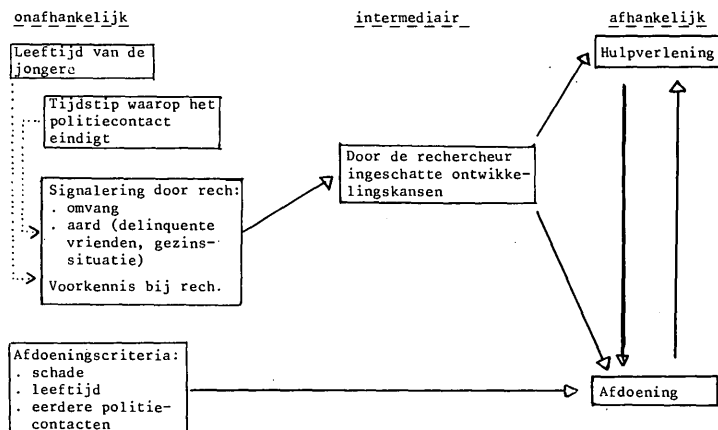 onafhankelijk
intermediair
afhankelijk
Leeftijd van de
jongere
Hulpverlening
Tijdstip waarop het
politiecontact
eindigt
Door de rechercheur
ingeschatte ontwikke-
lingskansen
Signalering door rech:
. omvang
. aard (delinquente
vrienden, gezins-
situatie)
Voorkennis bij rech.
Afdoeningscriteria:
. schade
. leeftijd
. eerdere politie-
contacten
Afdoening